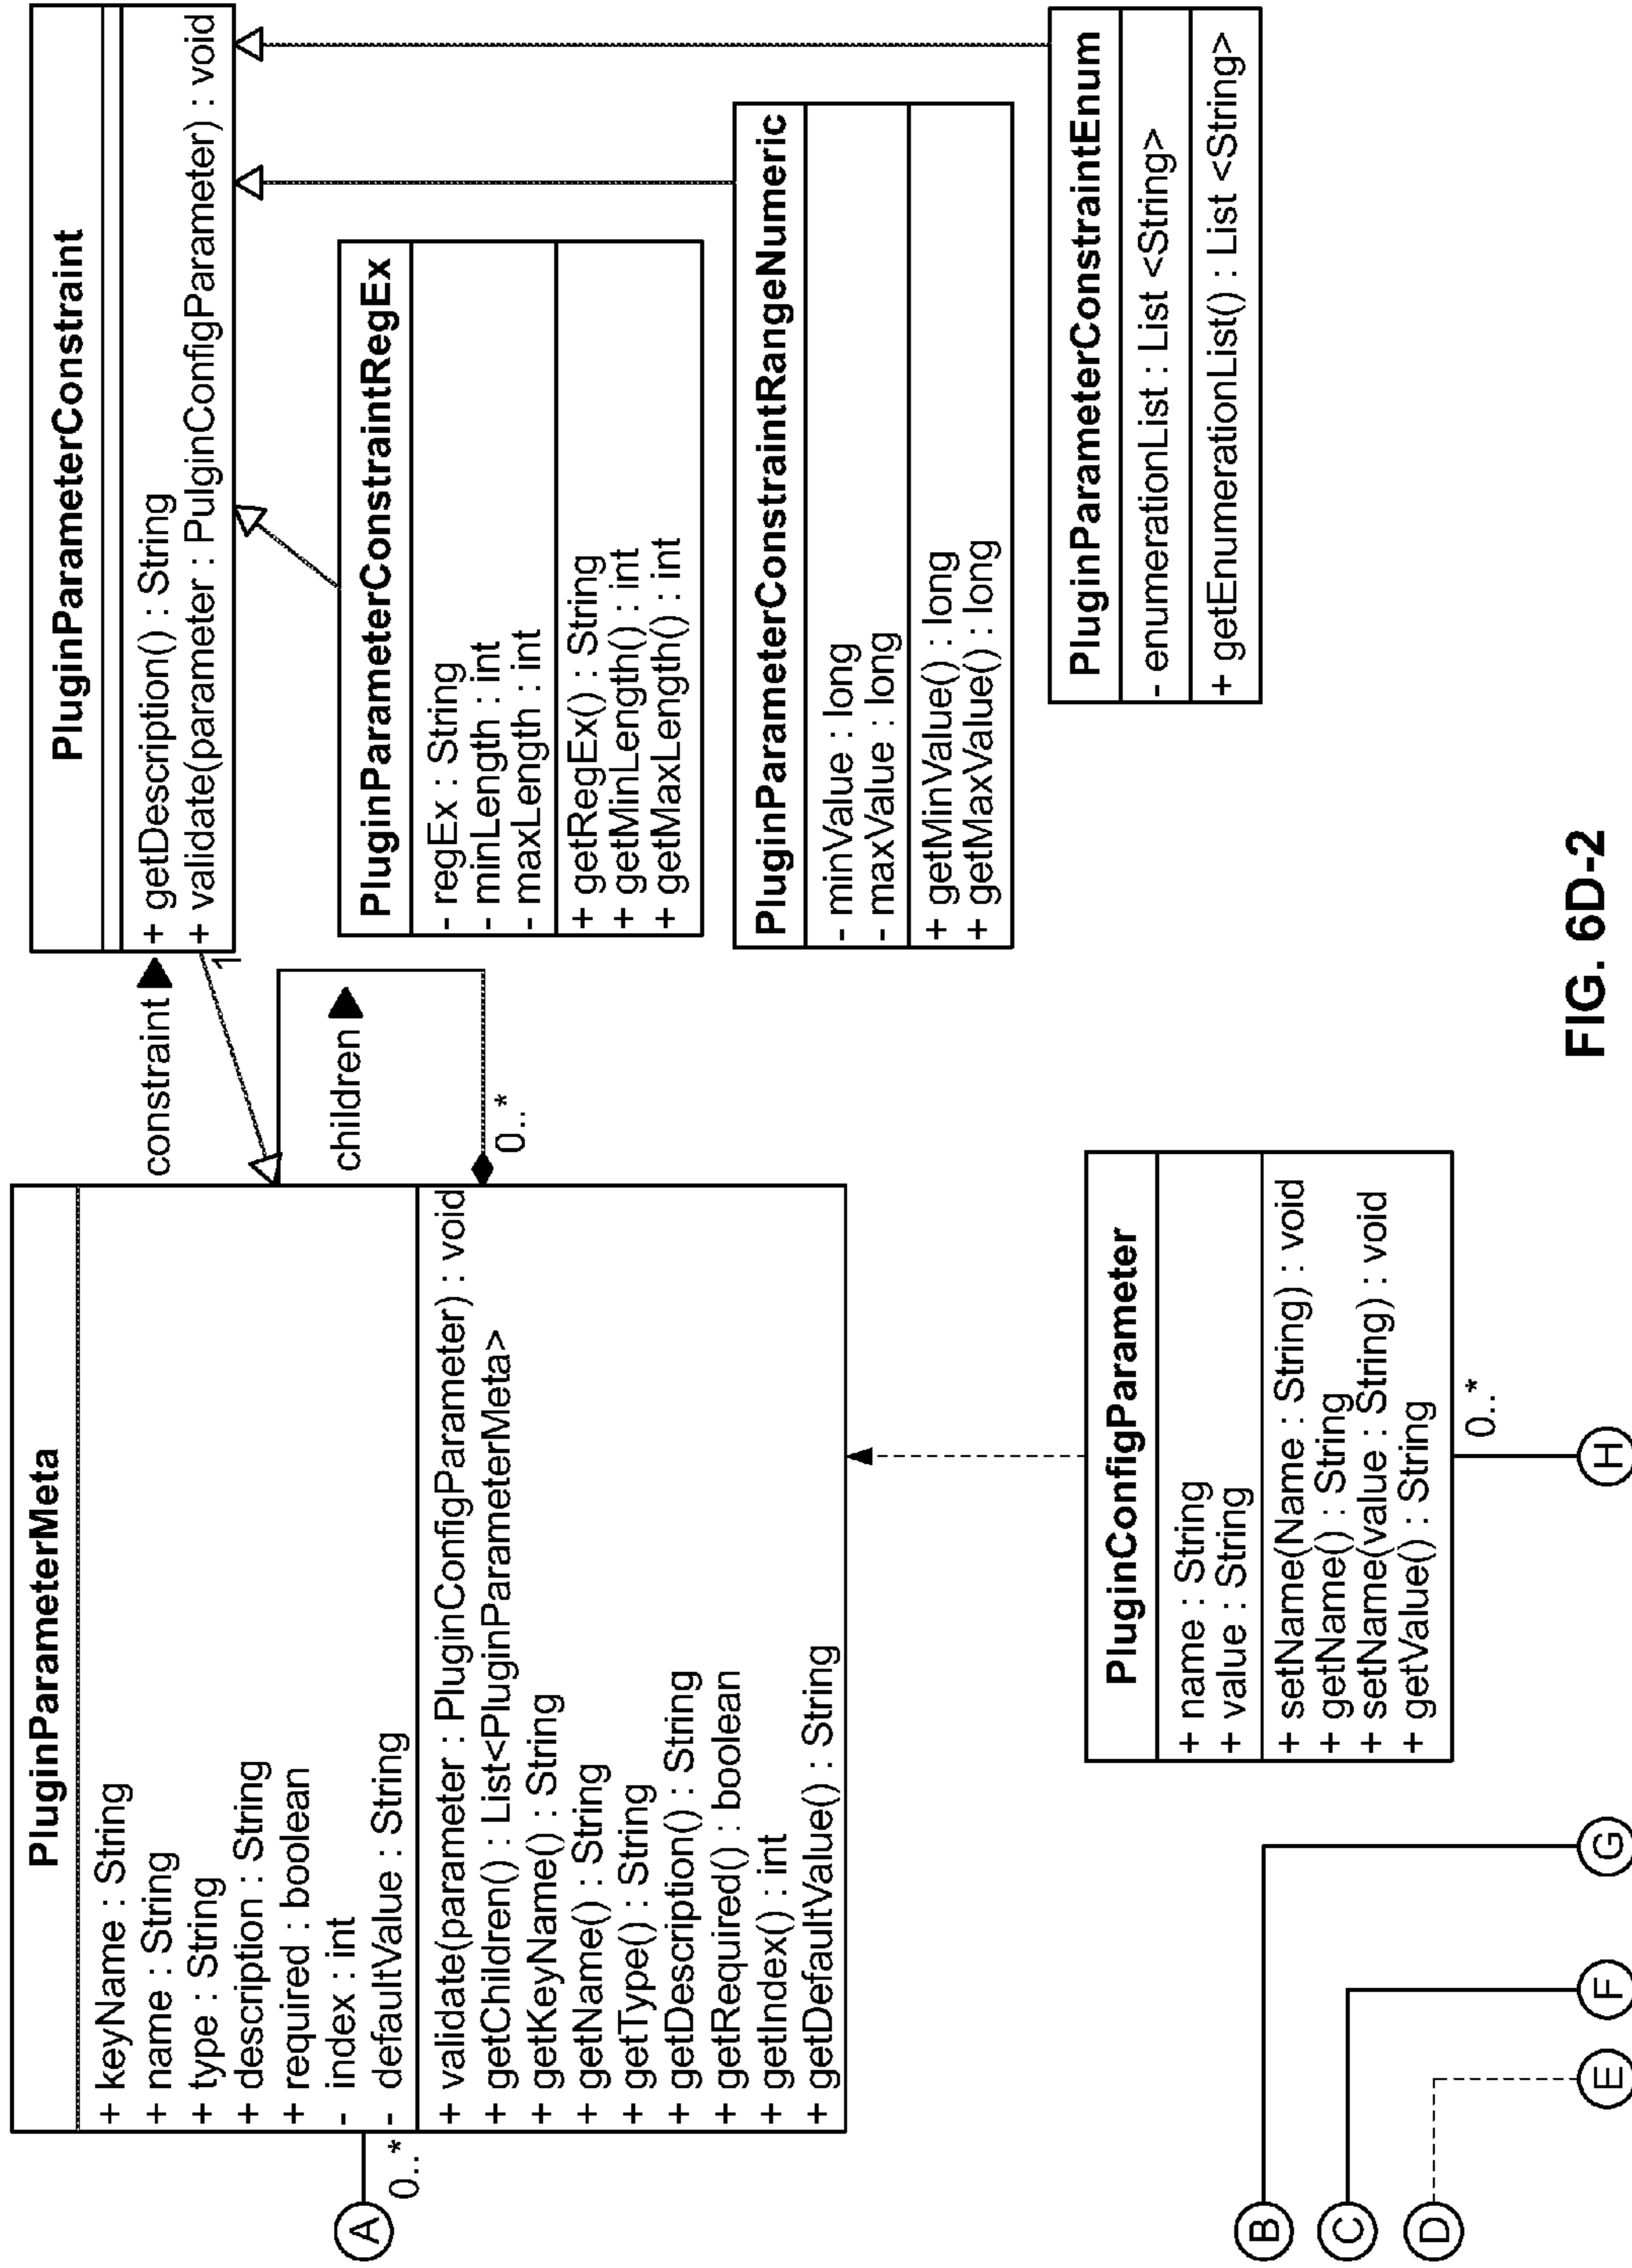 PluginParameterMeta
+ keyName : String
+ name : String
+ type : String
+ description : String
+ required : boolean
- index : int
- defaultValue : String
+ validate(parameter : PluginConfigParameter) : void
+ getChildren() : List<PluginParameterMeta>
+ getKeyName() : String
+ getName() : String
+ getType() : String
+ getDescription() : String
+ getRequired() : boolean
+ getIndex() : int
+ getDefaultValue() : String
A
0..*
constraint
1
children
0..*
PluginParameterConstraint
+ getDescription() : String
+ validate(parameter : PulginConfigParameter) : void
PluginParameterConstraintRegEx
- regEx : String
- minLength : int
- maxLength : int
+ getRegEx() : String
+ getMinLength() : int
+ getMaxLength() : int
PluginParameterConstraintRangeNumeric
- minValue : long
- maxValue : long
+ getMinValue() : long
+ getMaxValue() : long
PluginParameterConstraintEnum
- enumerationList : List <String>
+ getEnumerationList() : List <String>
PluginConfigParameter
+ name : String
+ value : String
+ setName(Name : String) : void
+ getName() : String
+ setName(value : String) : void
+ getValue() : String
0..*
B
C
D
E
F
G
H
FIG. 6D-2